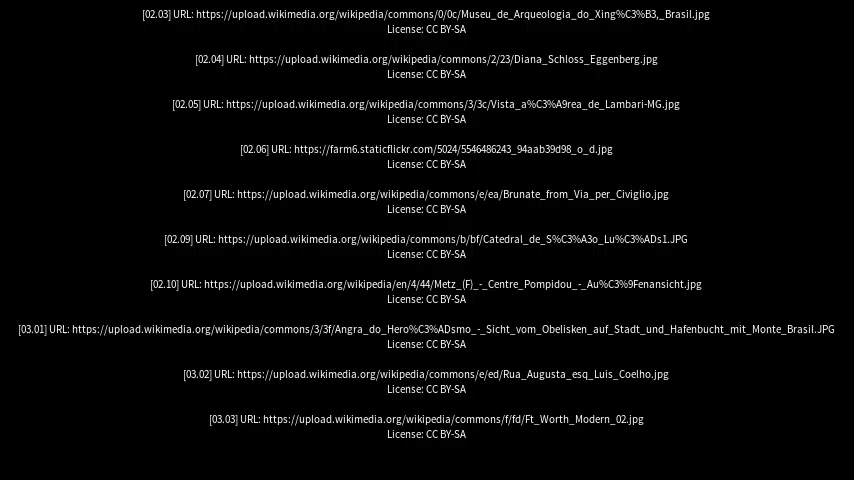 [02.03] URL: https://upload.wikimedia.org/wikipedia/commons/0/0c/Museu_de_Arqueologia_do_Xing%C3%B3,_Brasil.jpg
License: CC BY-SA
[02.04] URL: https://upload.wikimedia.org/wikipedia/commons/2/23/Diana_Schloss_Eggenberg.jpg
License: CC BY-SA
[02.05] URL: https://upload.wikimedia.org/wikipedia/commons/3/3c/Vista_a%C3%A9rea_de_Lambari-MG.jpg
License: CC BY-SA
[02.06] URL: https://farm6.staticflickr.com/5024/5546486243_94aab39d98_o_d.jpg
License: CC BY-SA
[02.07] URL: https://upload.wikimedia.org/wikipedia/commons/e/ea/Brunate_from_Via_per_Civiglio.jpg
License: CC BY-SA
[02.09] URL: https://upload.wikimedia.org/wikipedia/commons/b/bf/Catedral_de_S%C3%A3o_Lu%C3%ADs1.JPG
License: CC BY-SA
[02.10] URL: https://upload.wikimedia.org/wikipedia/en/4/44/Metz_(F)_-_Centre_Pompidou_-_Au%C3%9Fenansicht.jpg
License: CC BY-SA
[03.01] URL: https://upload.wikimedia.org/wikipedia/commons/3/3f/Angra_do_Hero%C3%ADsmo_-_Sicht_vom_Obelisken_auf_Stadt_und_Hafenbucht_mit_Monte_Brasil.JPG
License: CC BY-SA
[03.02] URL: https://upload.wikimedia.org/wikipedia/commons/e/ed/Rua_Augusta_esq_Luis_Coelho.jpg
License: CC BY-SA
[03.03] URL: https://upload.wikimedia.org/wikipedia/commons/f/fd/Ft_Worth_Modern_02.jpg
License: CC BY-SA